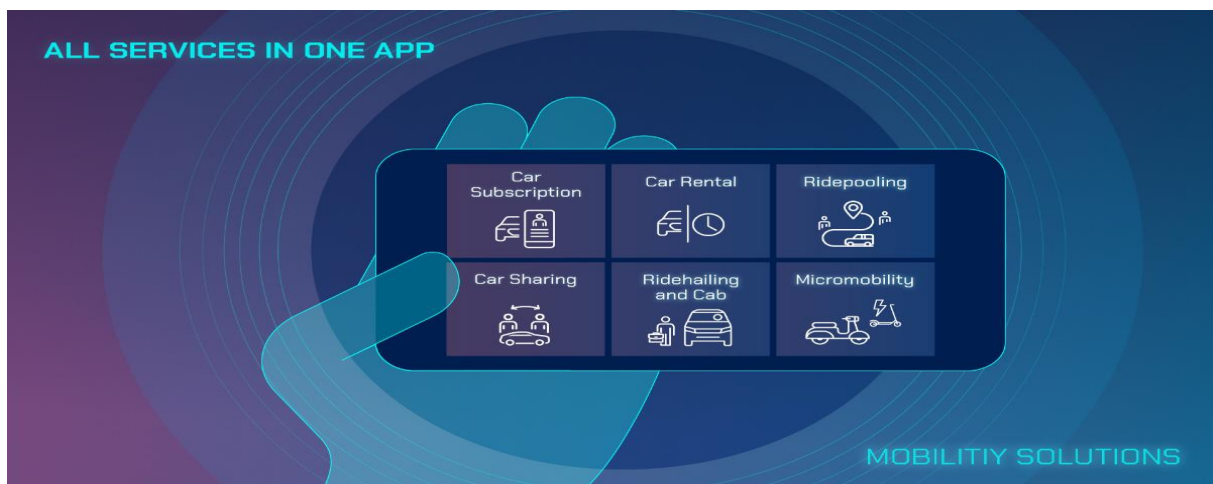 ALL SERVICES IN ONE APP
Car
Subscription
Car Rental
Ridepooling
Car Sharing
Ridehailing
and Cab
Micromobility
MOBILITIY SOLUTIONS